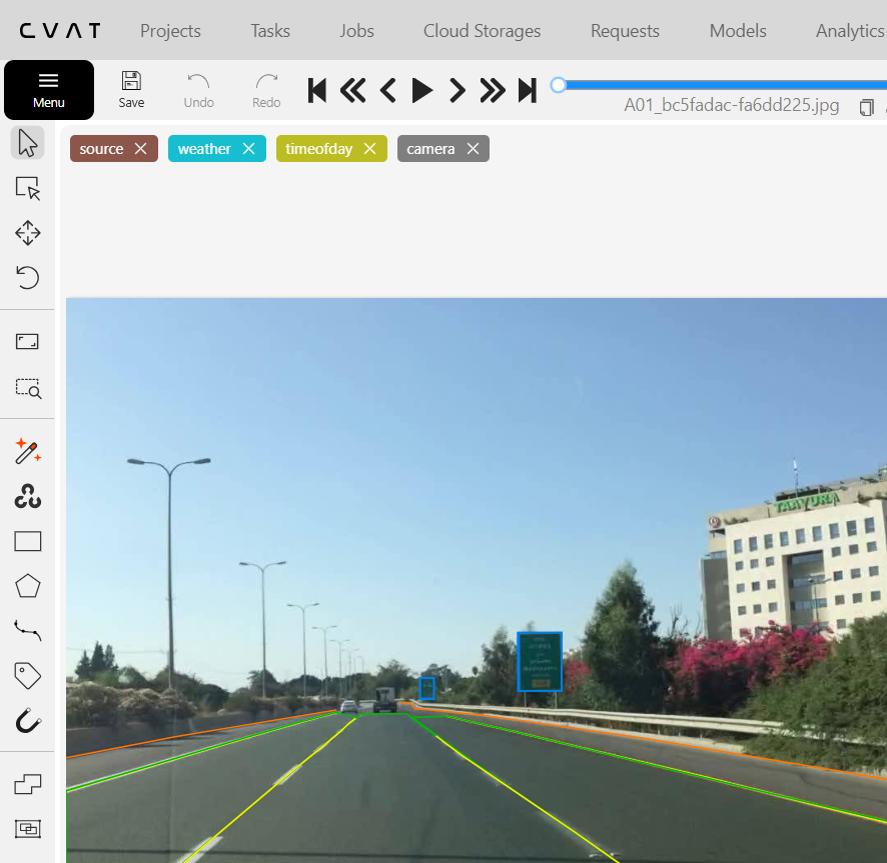 CVAT Projects Tasks Jobs Cloud Storages Requests Models Analytics
Menu Save Undo Redo
A01_bc5fadac-fa6dd225.jpg
source weather timeofday camera
TAAVURA